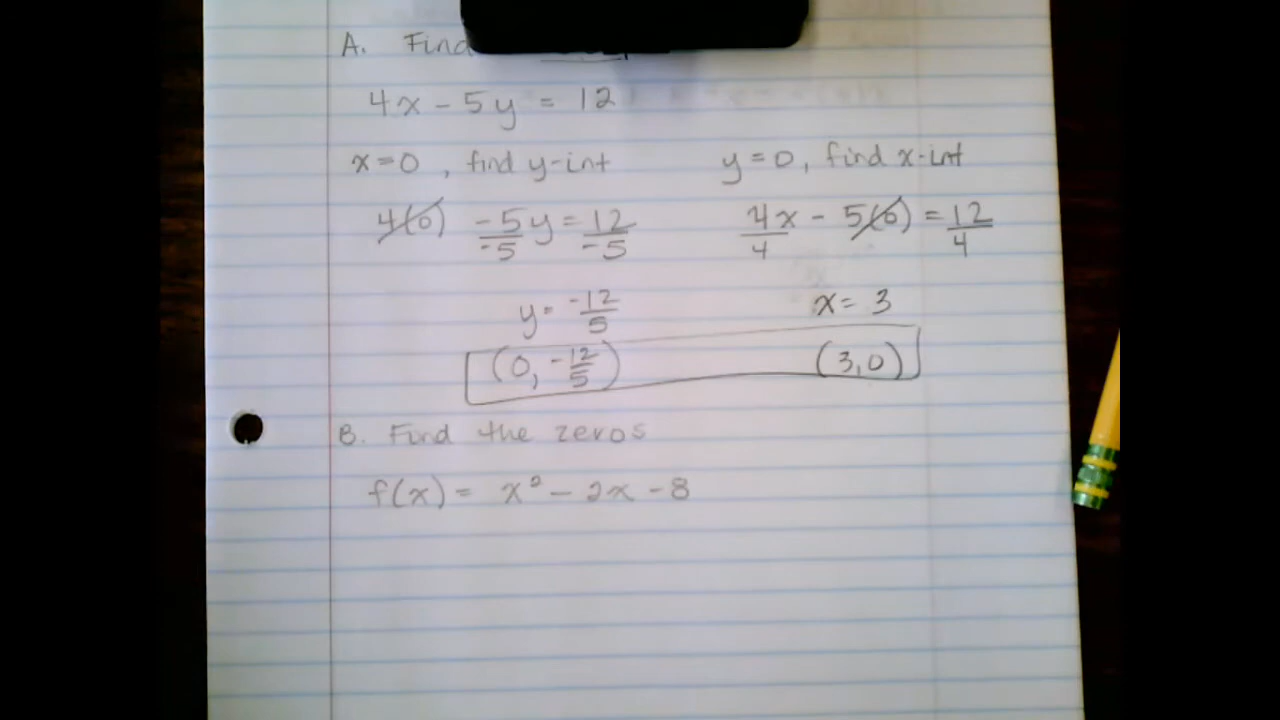 A. Find
4x - 5y = 12
x=0, find y-int
y=0, find x-int
4(0) -5y = 12
-5 -5
4x - 5(0) = 12
4 4
y = -12/5
x = 3
(0, -12/5)
(3,0)
B. Find the zeros
f(x) = x² - 2x - 8